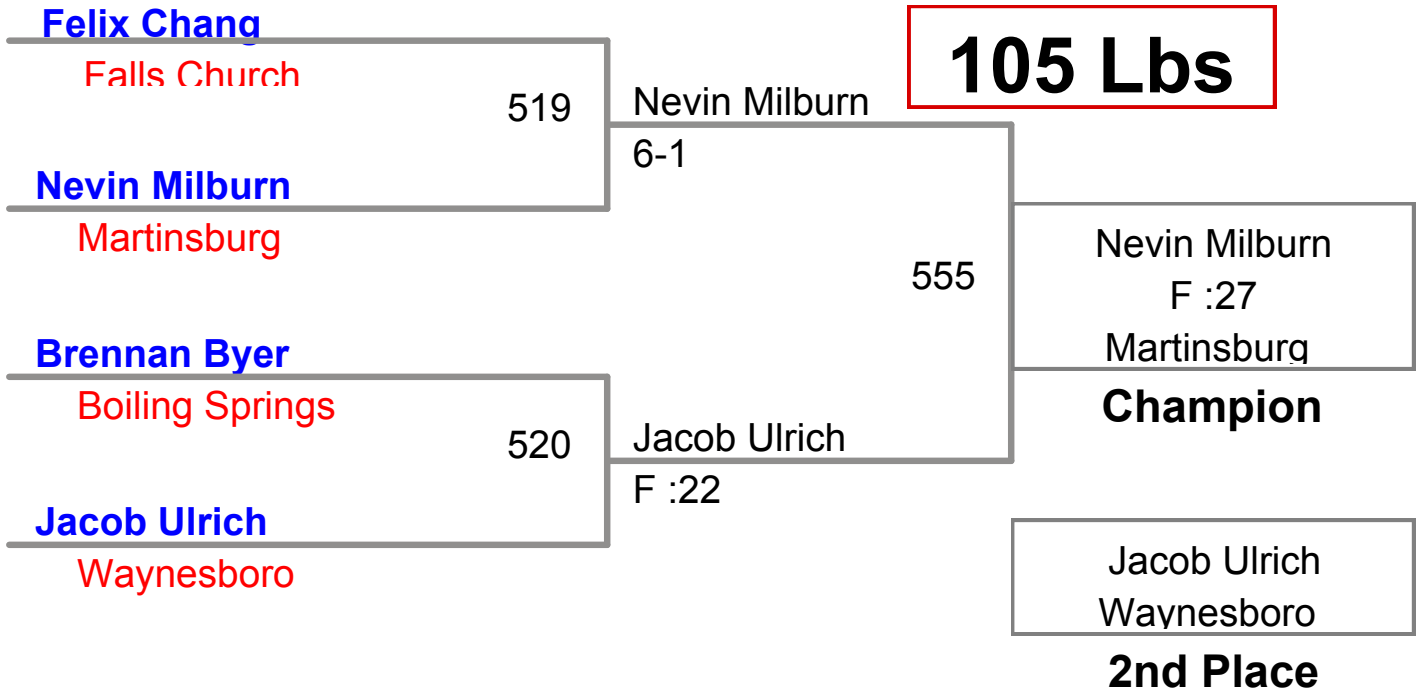 Felix Chang
Falls Church
105 Lbs
519
Nevin Milburn
6-1
Nevin Milburn
Martinsburg
Nevin Milburn
F :27
Martinsburg
555
Champion
Brennan Byer
Boiling Springs
520
Jacob Ulrich
F :22
Jacob Ulrich
Waynesboro
Jacob Ulrich
Waynesboro
2nd Place